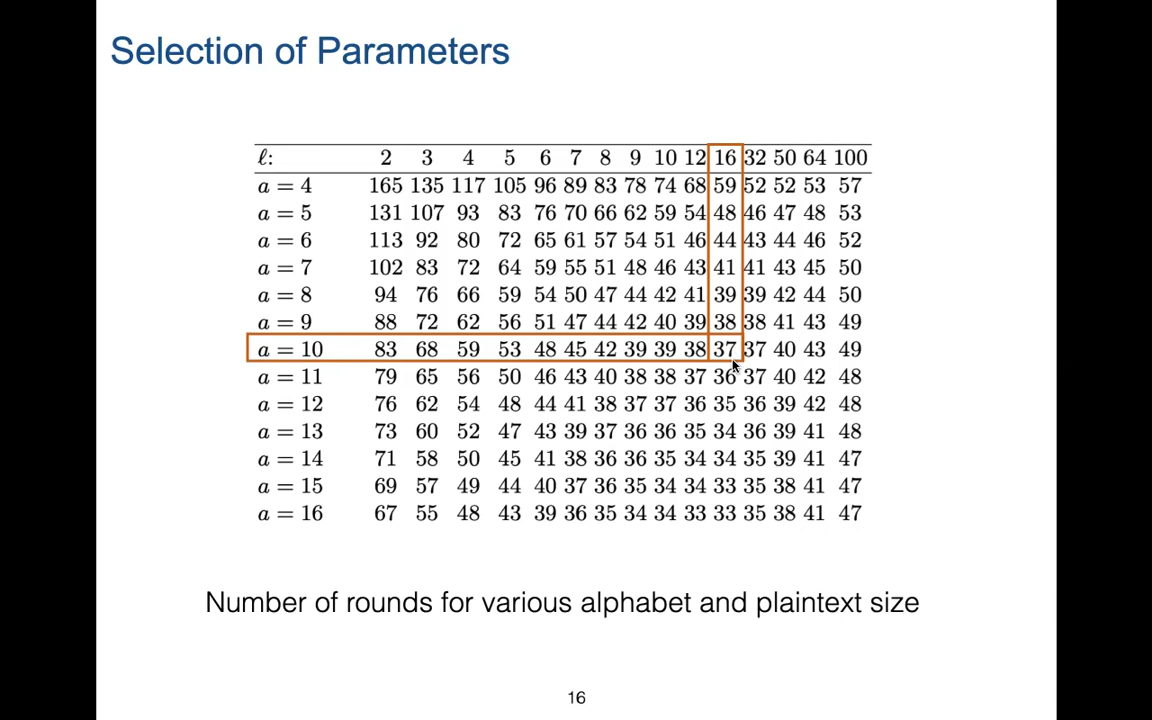 Selection of Parameters
ℓ: 2 3 4 5 6 7 8 9 10 12 16 32 50 64 100
a = 4 165 135 117 105 96 89 83 78 74 68 59 52 52 53 57
a = 5 131 107 93 83 76 70 66 62 59 54 48 46 47 48 53
a = 6 113 92 80 72 65 61 57 54 51 46 44 43 44 46 52
a = 7 102 83 72 64 59 55 51 48 46 43 41 41 43 45 50
a = 8 94 76 66 59 54 50 47 44 42 41 39 39 42 44 50
a = 9 88 72 62 56 51 47 44 42 40 39 38 38 41 43 49
a = 10 83 68 59 53 48 45 42 39 39 38 37 37 40 43 49
a = 11 79 65 56 50 46 43 40 38 38 37 36 37 40 42 48
a = 12 76 62 54 48 44 41 38 37 37 36 35 36 39 42 48
a = 13 73 60 52 47 43 39 37 36 36 35 34 36 39 41 48
a = 14 71 58 50 45 41 38 36 36 35 34 34 35 39 41 47
a = 15 69 57 49 44 40 37 36 35 34 34 33 35 38 41 47
a = 16 67 55 48 43 39 36 35 34 34 33 33 35 38 41 47
Number of rounds for various alphabet and plaintext size
16